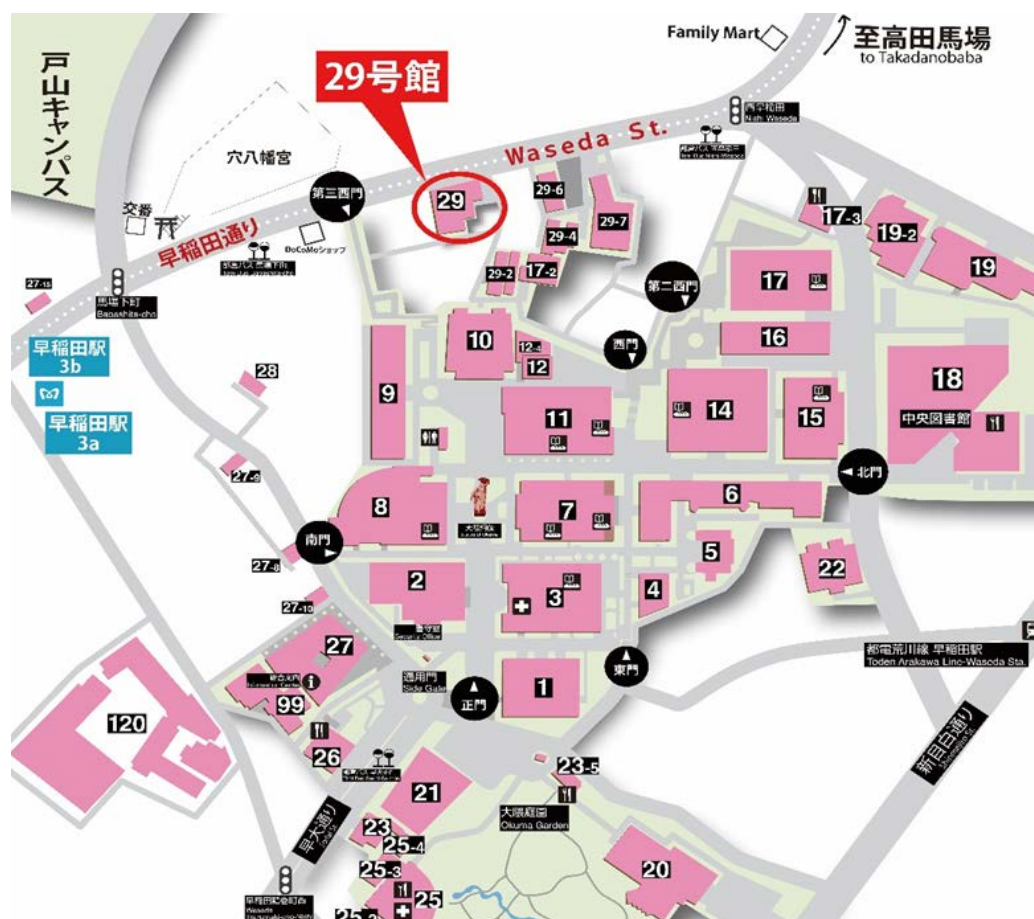 Family Mart
至高田馬場
to Takadanobaba
29号館
戸山キャンパス
穴八幡宮
西早稲田
Nishi Waseda
Waseda St.
第三西門
29
29-6
29-7
29-4
29-2
17-2
17-3
19-2
19
交番
早稲田通り
DoCoMoショップ
27-15
馬場下町
Babashita-cho
第二西門
17
16
早稲田駅
3b
早稲田駅
3a
28
9
10
12-4
12
西門
11
14
15
18
中央図書館
27-9
北門
8
7
6
5
南門
27-8
2
3
4
22
27-10
Security Office
東門
都電荒川線 早稲田駅
Toden Arakawa Line-Waseda Sta.
27
通用門
Side Gate
正門
1
99
120
26
新目白通り
21
23-5
大隈庭園
Okuma Garden
早大通り
23
25-4
25-3
25
20